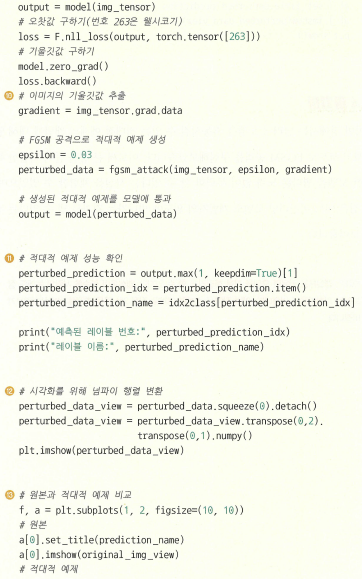 output = model(img_tensor)
# 오찻값 구하기(번호 263은 웰시코기)
loss = F.nll_loss(output, torch.tensor([263]))
# 기울깃값 구하기
model.zero_grad()
loss.backward()
⑩ # 이미지의 기울깃값 추출
gradient = img_tensor.grad.data
# FGSM 공격으로 적대적 예제 생성
epsilon = 0.03
perturbed_data = fgsm_attack(img_tensor, epsilon, gradient)
# 생성된 적대적 예제를 모델에 통과
output = model(perturbed_data)
⑪ # 적대적 예제 성능 확인
perturbed_prediction = output.max(1, keepdim=True)[1]
perturbed_prediction_idx = perturbed_prediction.item()
perturbed_prediction_name = idx2class[perturbed_prediction_idx]
print("예측된 레이블 번호:", perturbed_prediction_idx)
print("레이블 이름:", perturbed_prediction_name)
⑫ # 시각화를 위해 넘파이 행렬 변환
perturbed_data_view = perturbed_data.squeeze(0).detach()
perturbed_data_view = perturbed_data_view.transpose(0,2).
transpose(0,1).numpy()
plt.imshow(perturbed_data_view)
⑬ # 원본과 적대적 예제 비교
f, a = plt.subplots(1, 2, figsize=(10, 10))
# 원본
a[0].set_title(prediction_name)
a[0].imshow(original_img_view)
# 적대적 예제